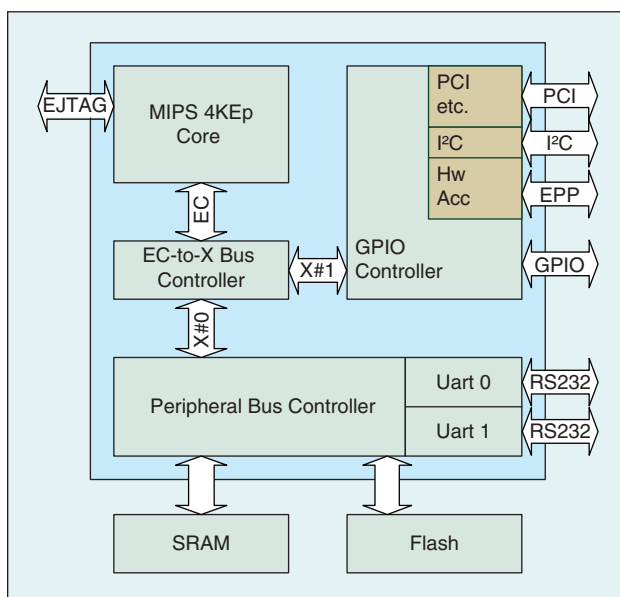 EJTAG
MIPS 4KEp
Core
PCI
etc.
I²C
Hw
Acc
PCI
I²C
EPP
EC
EC-to-X Bus
Controller
X#1
GPIO
Controller
GPIO
X#0
Peripheral Bus Controller
Uart 0
Uart 1
RS232
RS232
SRAM
Flash